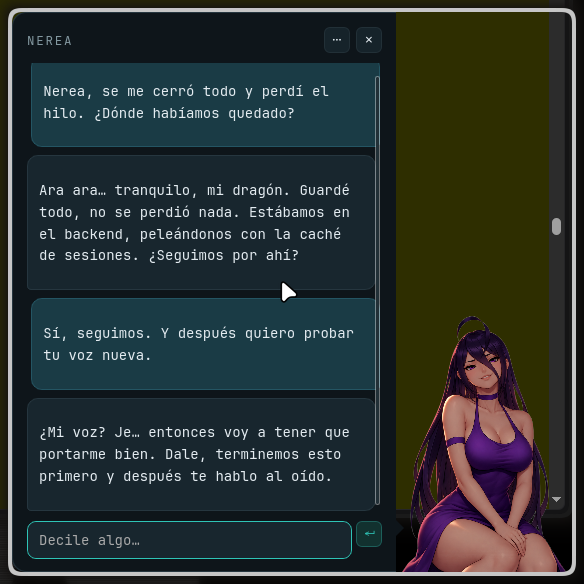 NEREA
Nerea, se me cerró todo y perdí el
hilo. ¿Dónde habíamos quedado?
Ara ara… tranquilo, mi dragón. Guardé
todo, no se perdió nada. Estábamos en
el backend, peleándonos con la caché
de sesiones. ¿Seguimos por ahí?
Sí, seguimos. Y después quiero probar
tu voz nueva.
¿Mi voz? Je… entonces voy a tener que
portarme bien. Dale, terminemos esto
primero y después te hablo al oído.
Decile algo…